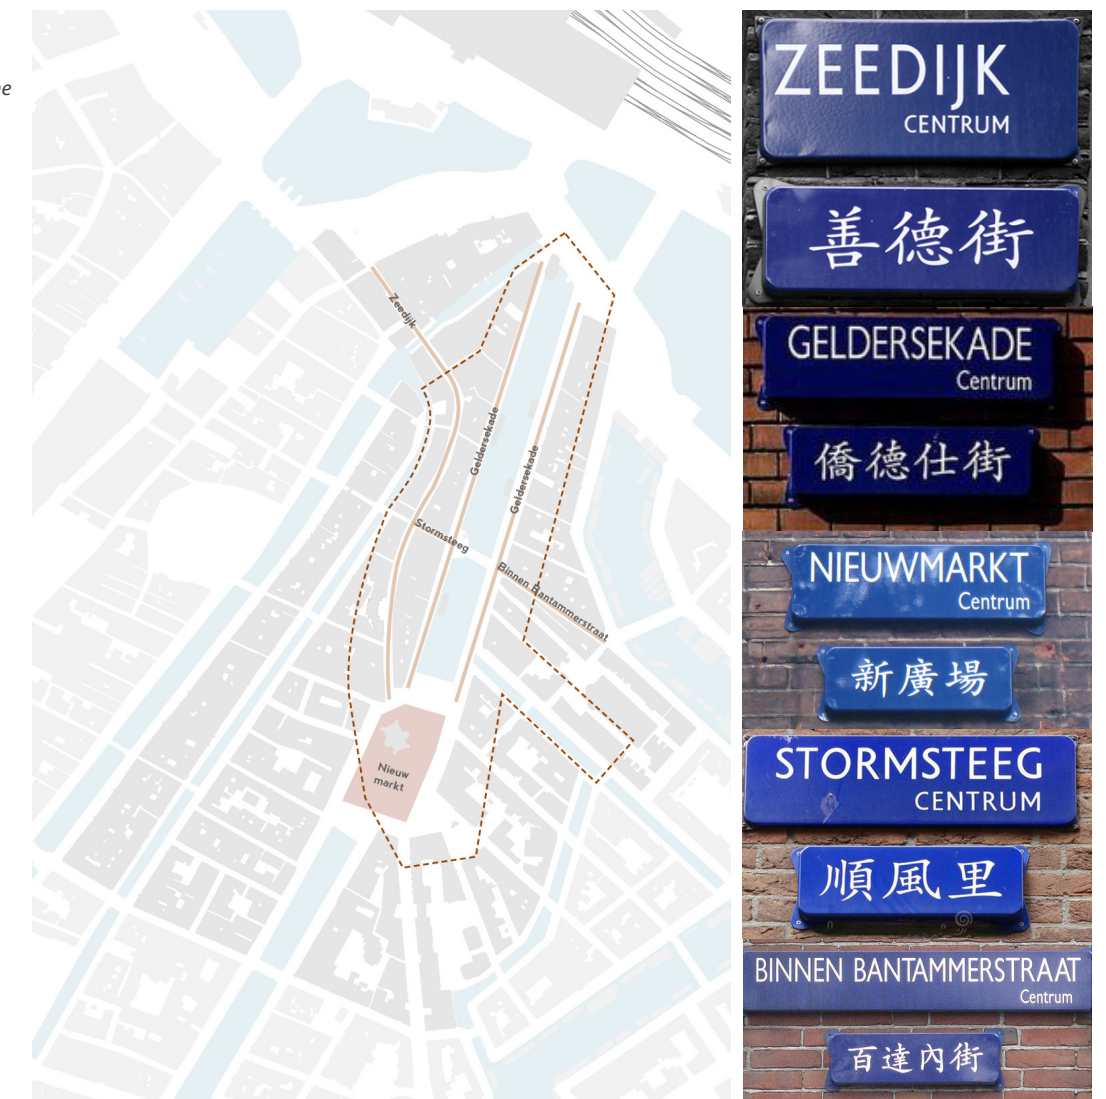 Zeedijk
Geldersekade
Geldersekade
Stormsteeg
Binnen Bantammerstraat
Nieuw
markt
ZEEDIJK
CENTRUM
善德街
GELDERSEKADE
Centrum
僑德仕街
NIEUWMARKT
Centrum
新廣場
STORMSTEEG
CENTRUM
順風里
BINNEN BANTAMMERSTRAAT
Centrum
百達內街